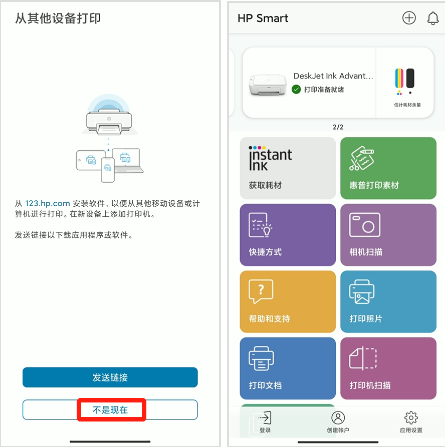 从其他设备打印
从 123.hp.com 安装软件，以便从其他移动设备或计
算机进行打印。在新设备上添加打印机。
发送链接以下载应用程序或软件。
发送链接
不是现在
HP Smart
DeskJet Ink Advant...
打印准备就绪
估计耗材余量
2/2
instant
ink
获取耗材
惠普打印素材
快捷方式
相机扫描
帮助和支持
打印照片
打印文档
打印机扫描
登录
创建帐户
应用设置